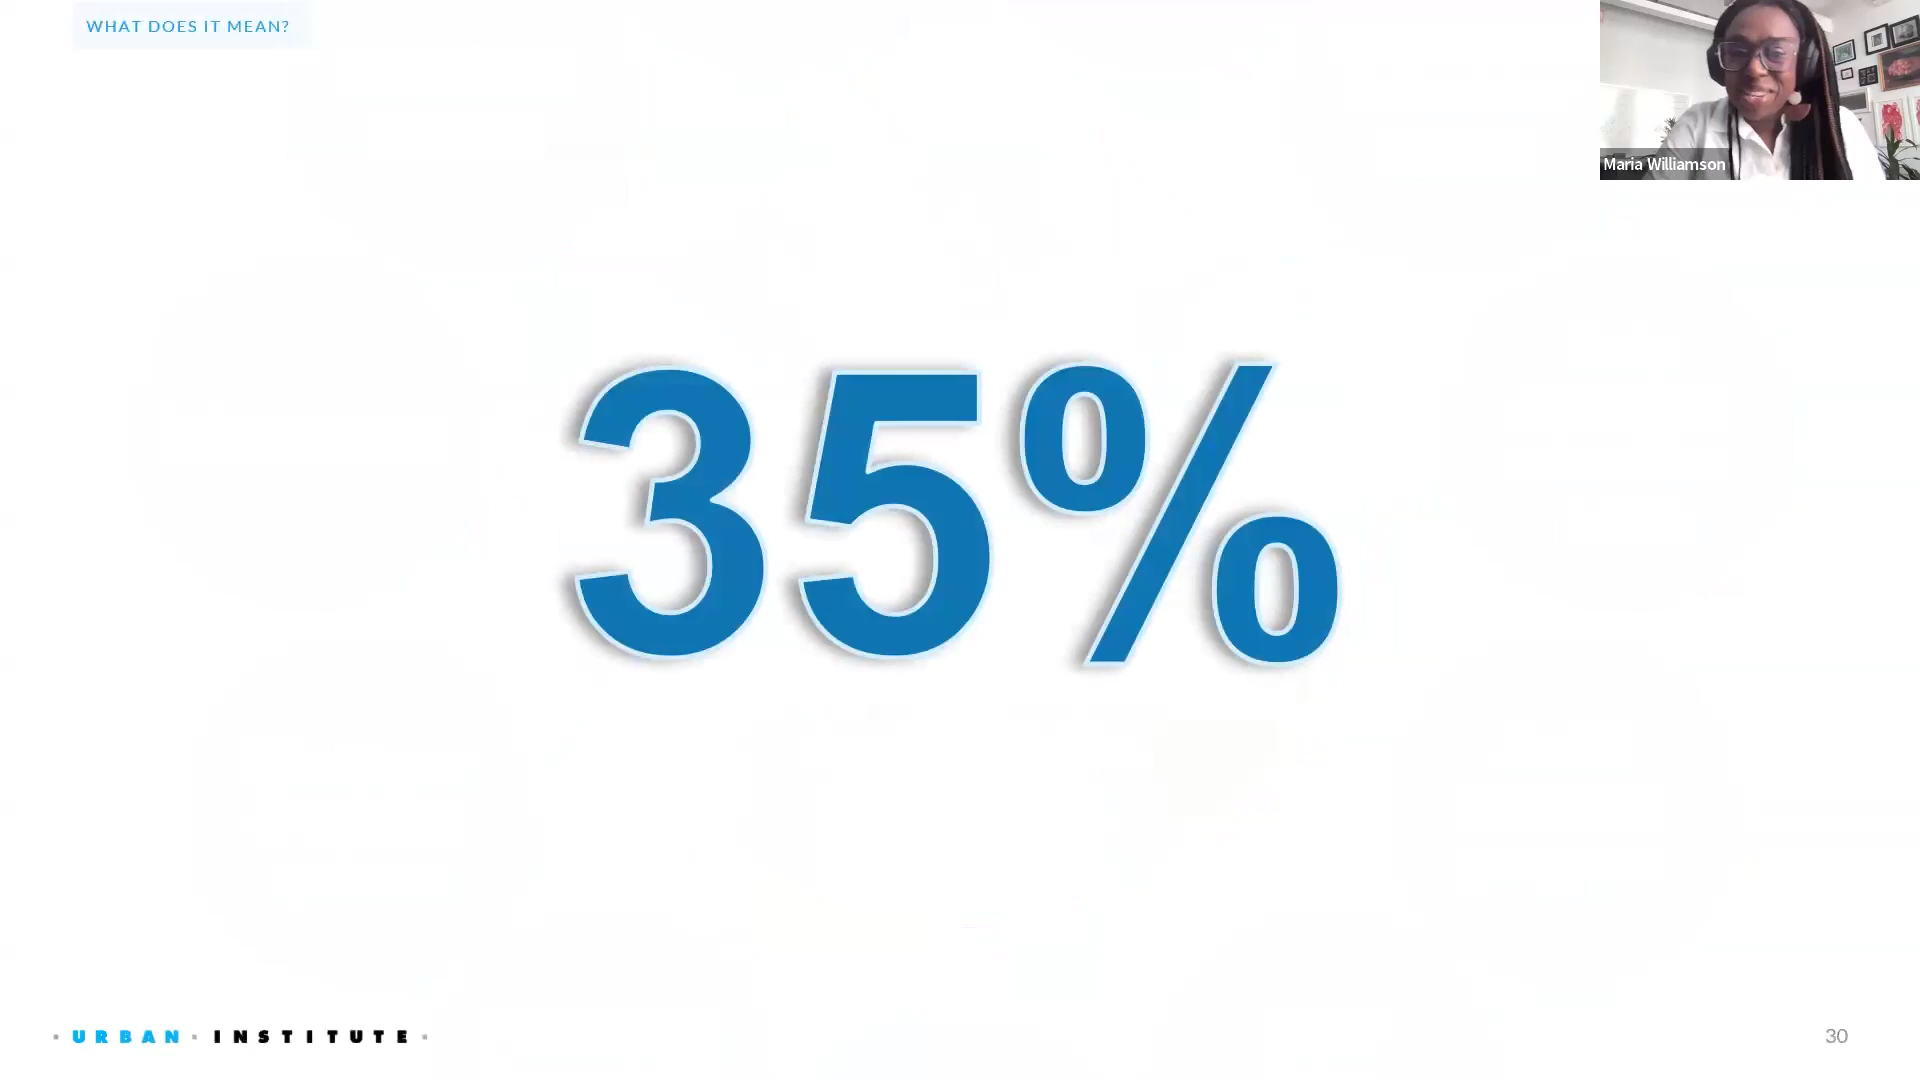 WHAT DOES IT MEAN?
Maria Williamson
35%
URBAN INSTITUTE
30